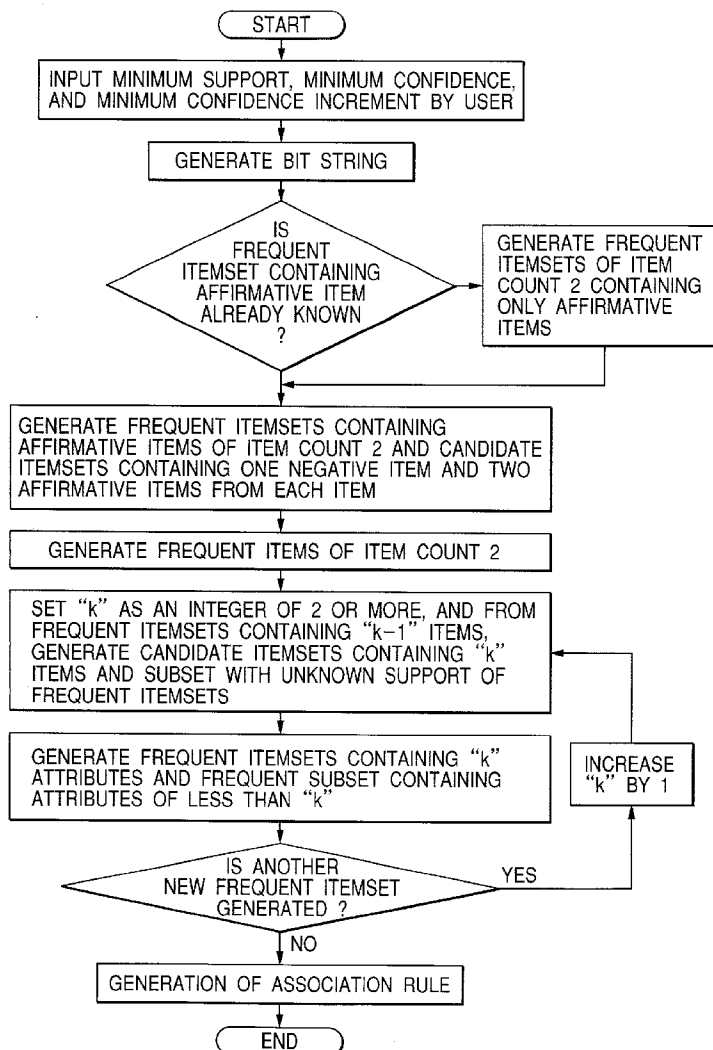 START
INPUT MINIMUM SUPPORT, MINIMUM CONFIDENCE,
AND MINIMUM CONFIDENCE INCREMENT BY USER
GENERATE BIT STRING
IS
FREQUENT
ITEMSET CONTAINING
AFFIRMATIVE ITEM
ALREADY KNOWN
?
GENERATE FREQUENT
ITEMSETS OF ITEM
COUNT 2 CONTAINING
ONLY AFFIRMATIVE
ITEMS
GENERATE FREQUENT ITEMSETS CONTAINING
AFFIRMATIVE ITEMS OF ITEM COUNT 2 AND CANDIDATE
ITEMSETS CONTAINING ONE NEGATIVE ITEM AND TWO
AFFIRMATIVE ITEMS FROM EACH ITEM
GENERATE FREQUENT ITEMS OF ITEM COUNT 2
SET “k” AS AN INTEGER OF 2 OR MORE, AND FROM
FREQUENT ITEMSETS CONTAINING “k−1” ITEMS,
GENERATE CANDIDATE ITEMSETS CONTAINING “k”
ITEMS AND SUBSET WITH UNKNOWN SUPPORT OF
FREQUENT ITEMSETS
GENERATE FREQUENT ITEMSETS CONTAINING “k”
ATTRIBUTES AND FREQUENT SUBSET CONTAINING
ATTRIBUTES OF LESS THAN “k”
INCREASE
“k” BY 1
IS ANOTHER
NEW FREQUENT ITEMSET
GENERATED ?
YES
NO
GENERATION OF ASSOCIATION RULE
END